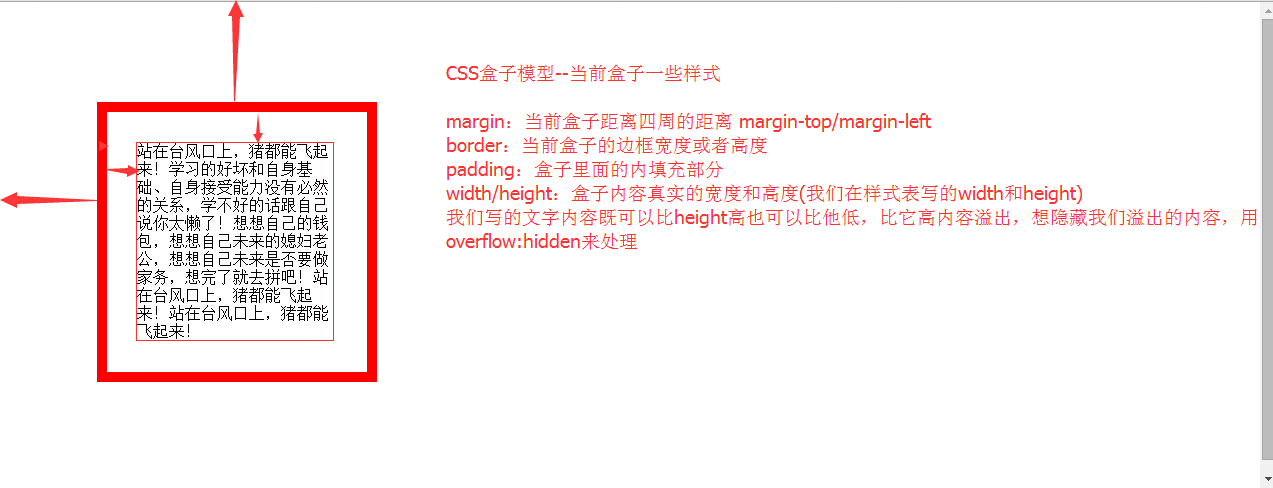 站在台风口上，猪都能飞起
来！学习的好坏和自身基
础、自身接受能力没有必然
的关系，学不好的话跟自己
说你太懒了！想想自己的钱
包，想想自己未来的媳妇老
公，想想自己未来是否要做
家务，想完了就去拼吧！站
在台风口上，猪都能飞起
来！站在台风口上，猪都能
飞起来！
CSS盒子模型--当前盒子一些样式
margin：当前盒子距离四周的距离 margin-top/margin-left
border：当前盒子的边框宽度或者高度
padding：盒子里面的内填充部分
width/height：盒子内容真实的宽度和高度(我们在样式表写的width和height)
我们写的文字内容既可以比height高也可以比他低，比它高内容溢出，想隐藏我们溢出的内容，用
overflow:hidden来处理